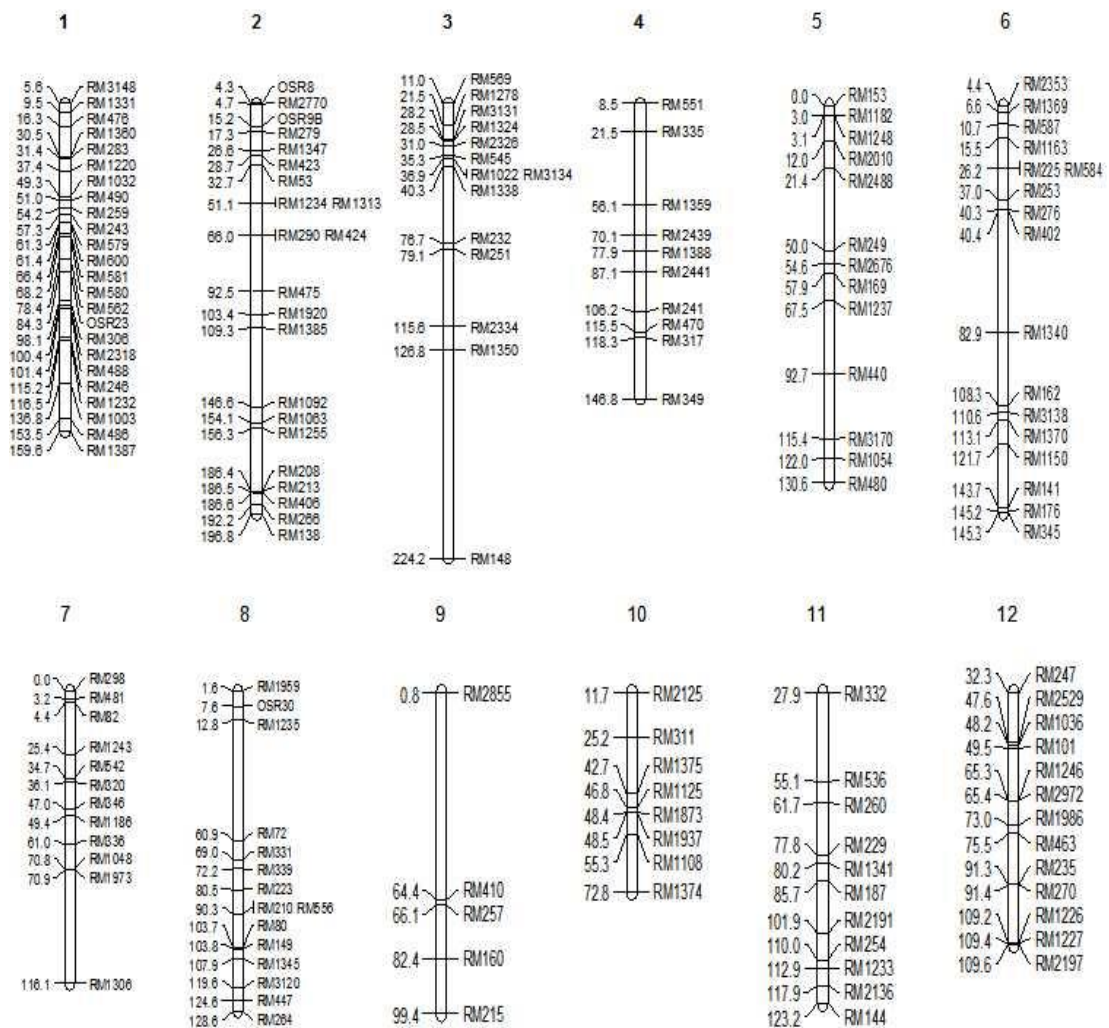 1
5.6 RM3148
9.5 RM1331
16.3 RM476
30.5 RM1360
31.4 RM283
37.4 RM1220
49.3 RM1032
51.0 RM490
54.2 RM259
57.3 RM243
61.3 RM579
61.4 RM600
66.4 RM581
68.2 RM580
78.4 RM562
84.3 OSR23
98.1 RM306
100.4 RM2318
101.4 RM488
115.2 RM246
116.5 RM1232
136.8 RM1003
153.5 RM486
159.6 RM1387
2
4.3 OSR8
4.7 RM2770
15.2 OSR9B
17.3 RM279
26.6 RM1347
28.7 RM423
32.7 RM53
51.1 RM1234 RM1313
66.0 RM290 RM424
92.5 RM475
103.4 RM1920
109.3 RM1385
146.6 RM1092
154.1 RM1063
156.3 RM1255
186.4 RM208
186.5 RM213
186.6 RM406
192.2 RM266
196.8 RM138
3
11.0 RM569
21.5 RM1278
28.2 RM3131
28.5 RM1324
31.0 RM2326
35.3 RM545
36.9 RM1022 RM3134
40.3 RM1338
76.7 RM232
79.1 RM251
115.6 RM2334
126.8 RM1350
224.2 RM148
4
8.5 RM551
21.5 RM335
56.1 RM1359
70.1 RM2439
77.9 RM1388
87.1 RM2441
106.2 RM241
115.5 RM470
118.3 RM317
146.8 RM349
5
0.0 RM153
3.0 RM1182
3.1 RM1248
12.0 RM2010
21.4 RM2488
50.0 RM249
54.6 RM2676
57.9 RM169
67.5 RM1237
92.7 RM440
115.4 RM3170
122.0 RM1054
130.6 RM480
6
4.4 RM2353
6.6 RM1369
10.7 RM587
15.5 RM1163
26.2 RM225 RM584
37.0 RM253
40.3 RM276
40.4 RM402
82.9 RM1340
108.3 RM162
110.6 RM3138
113.1 RM1370
121.7 RM1150
143.7 RM141
145.2 RM176
145.3 RM345
7
0.0 RM298
3.2 RM481
4.4 RM82
25.4 RM1243
34.7 RM542
36.1 RM320
47.0 RM346
49.4 RM1186
61.0 RM336
70.8 RM1048
70.9 RM1973
116.1 RM1306
8
1.6 RM1959
7.6 OSR30
12.8 RM1235
60.9 RM72
69.0 RM331
72.2 RM339
80.5 RM223
90.3 RM210 RM556
103.7 RM80
103.8 RM149
107.9 RM1345
119.6 RM3120
124.6 RM447
128.6 RM264
9
0.8 RM2855
64.4 RM410
66.1 RM257
82.4 RM160
99.4 RM215
10
11.7 RM2125
25.2 RM311
42.7 RM1375
46.8 RM1125
48.4 RM1873
48.5 RM1937
55.3 RM1108
72.8 RM1374
11
27.9 RM332
55.1 RM536
61.7 RM260
77.8 RM229
80.2 RM1341
85.7 RM187
101.9 RM2191
110.0 RM254
112.9 RM1233
117.9 RM2136
123.2 RM144
12
32.3 RM247
47.6 RM2529
48.2 RM1036
49.5 RM101
65.3 RM1246
65.4 RM2972
73.0 RM1986
75.5 RM463
91.3 RM235
91.4 RM270
109.2 RM1226
109.4 RM1227
109.6 RM2197